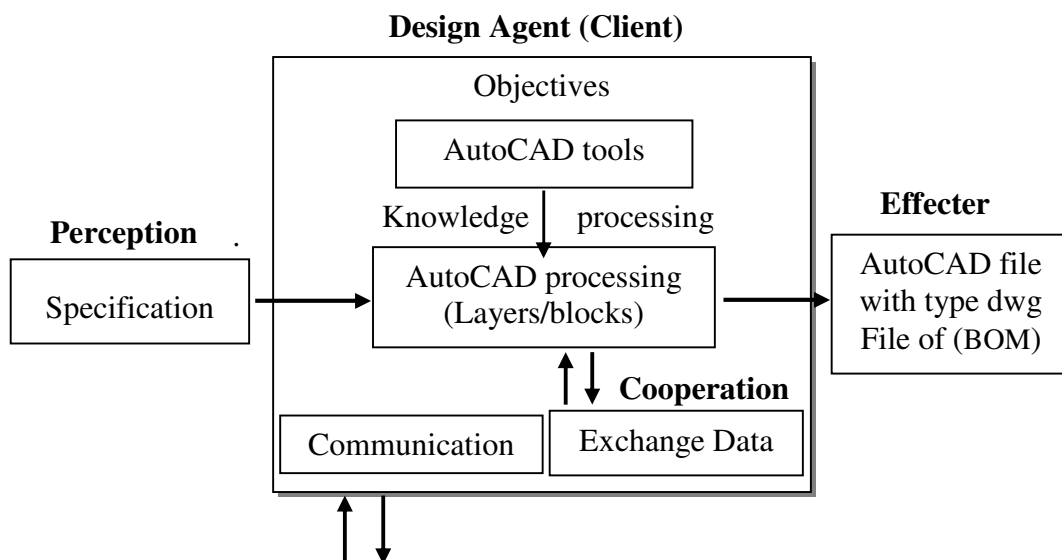 Design Agent (Client)
Objectives
AutoCAD tools
Knowledge processing
Perception .
Specification
AutoCAD processing
(Layers/blocks)
Effecter
AutoCAD file
with type dwg
File of (BOM)
Cooperation
Communication
Exchange Data